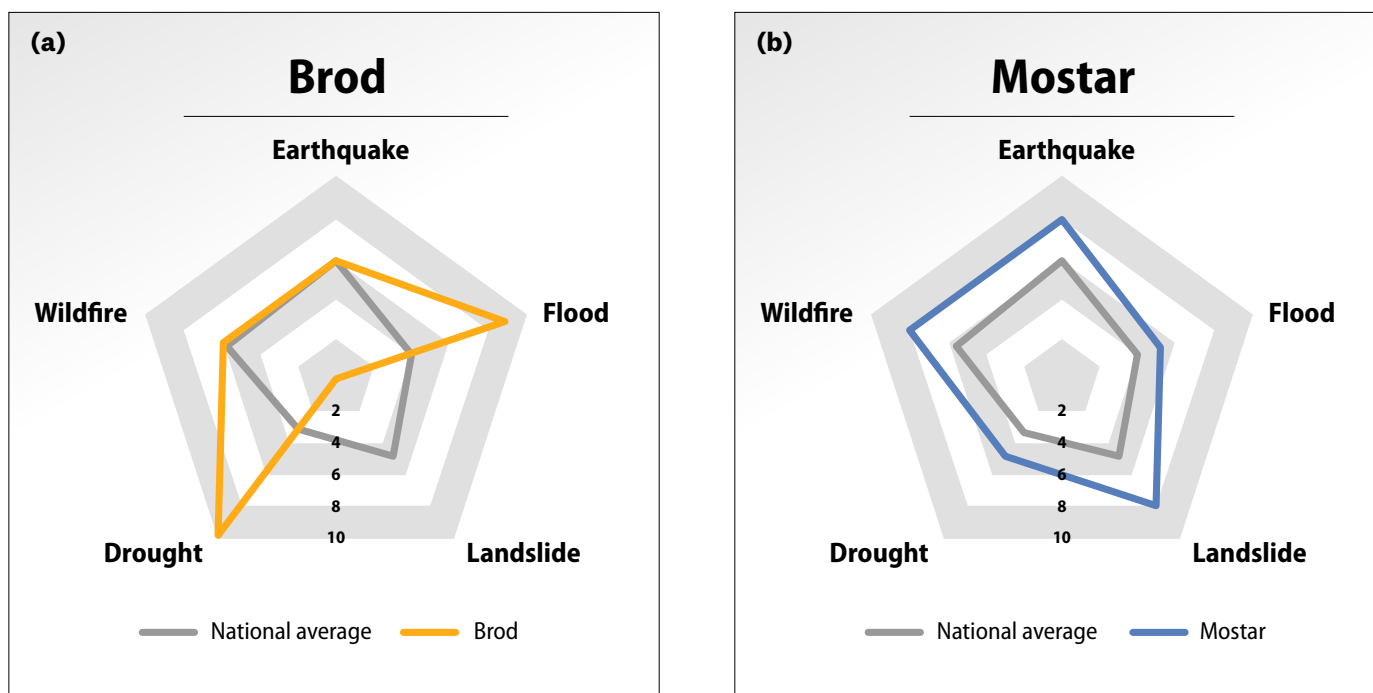 (a)
Brod
Earthquake
Wildfire
Flood
2
4
6
8
10
Drought
Landslide
National average
Brod
(b)
Mostar
Earthquake
Wildfire
Flood
2
4
6
8
10
Drought
Landslide
National average
Mostar